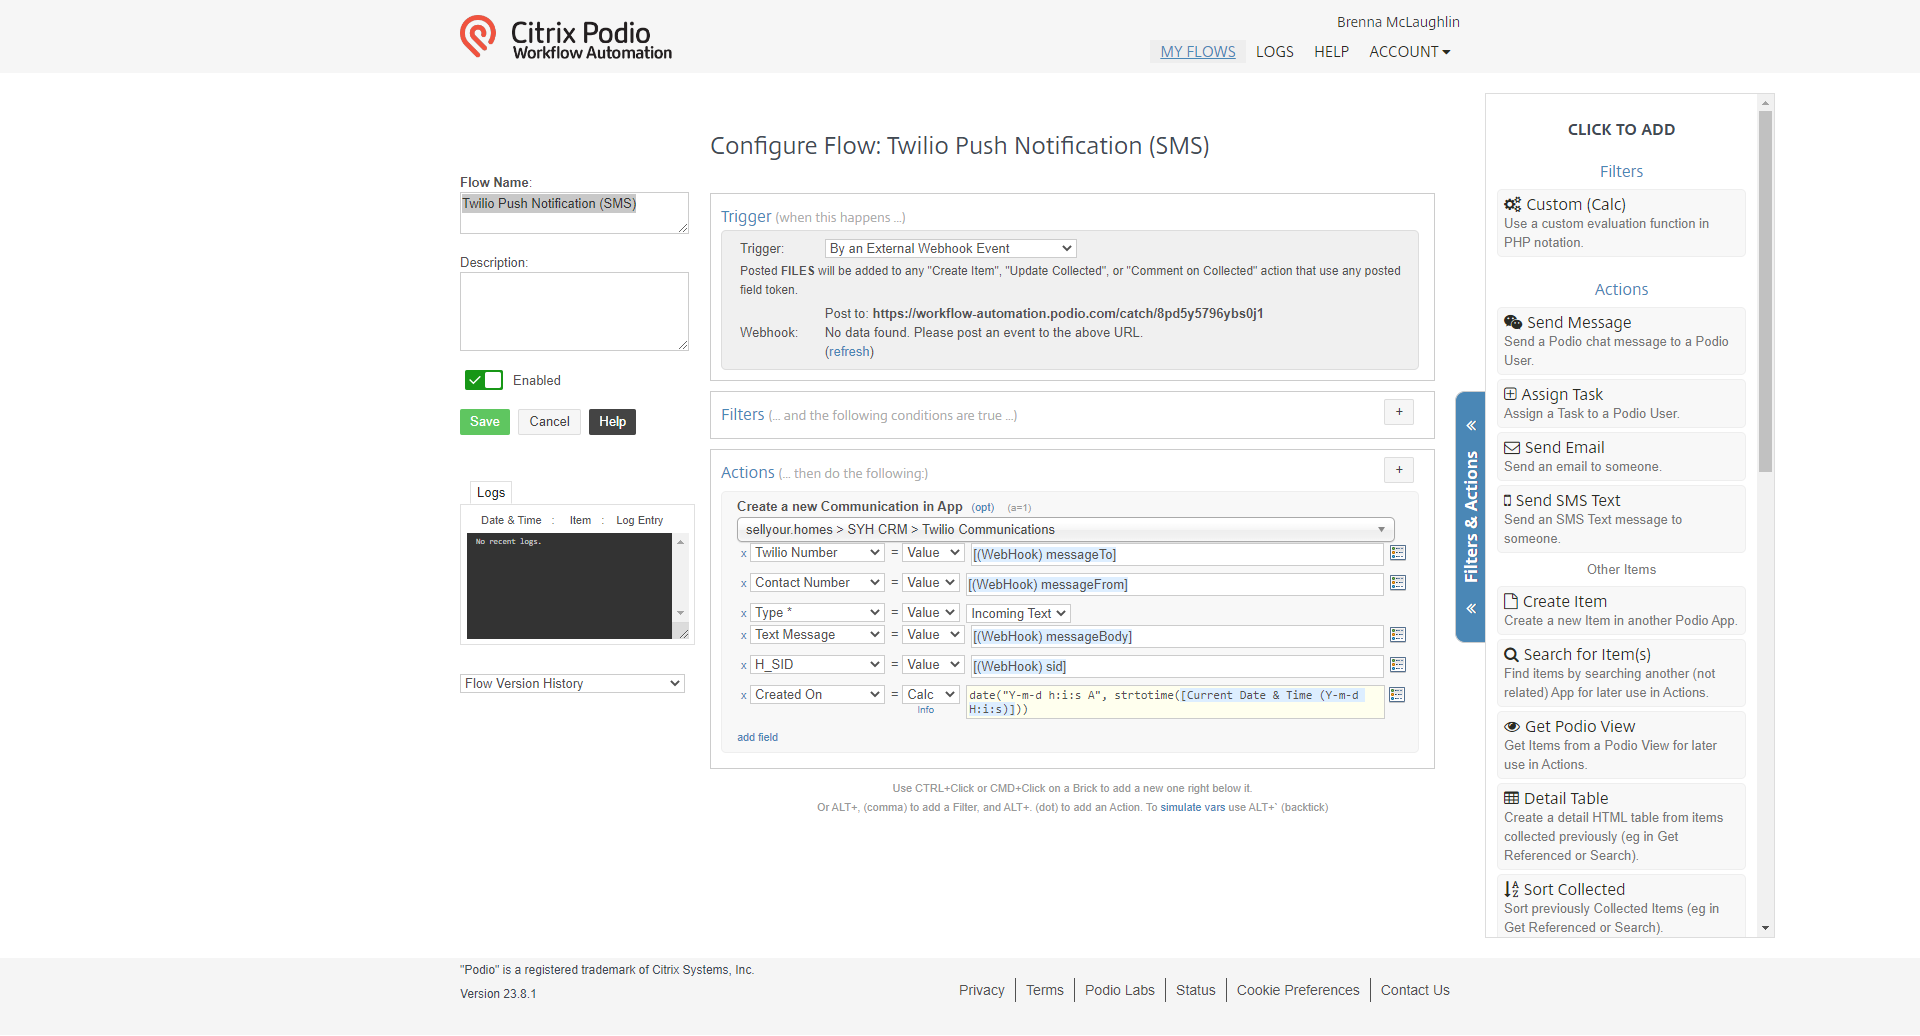 Citrix Podio
Workflow Automation
Brenna McLaughlin
MY FLOWS LOGS HELP ACCOUNT
Configure Flow: Twilio Push Notification (SMS)
Flow Name:
Twilio Push Notification (SMS)
Description:
Enabled
Save Cancel Help
Logs
Date & Time : Item : Log Entry
No recent logs.
Flow Version History
Trigger (when this happens ...)
Trigger: By an External Webhook Event
Posted FILES will be added to any "Create Item", "Update Collected", or "Comment on Collected" action that use any posted
field token.
Post to: https://workflow-automation.podio.com/catch/8pd5y5796ybs0j1
Webhook: No data found. Please post an event to the above URL.
(refresh)
Filters (... and the following conditions are true ...) +
Actions (... then do the following:) +
Create a new Communication in App (opt) (a=1)
sellyour.homes > SYH CRM > Twilio Communications
x Twilio Number = Value [(WebHook) messageTo]
x Contact Number = Value [(WebHook) messageFrom]
x Type * = Value Incoming Text
x Text Message = Value [(WebHook) messageBody]
x H_SID = Value [(WebHook) sid]
x Created On = Calc date("Y-m-d h:i:s A", strtotime([Current Date & Time (Y-m-d
Info H:i:s)]))
add field
Use CTRL+Click or CMD+Click on a Brick to add a new one right below it.
Or ALT+, (comma) to add a Filter, and ALT+. (dot) to add an Action. To simulate vars use ALT+` (backtick)
« Filters & Actions «
CLICK TO ADD
Filters
Custom (Calc)
Use a custom evaluation function in
PHP notation.
Actions
Send Message
Send a Podio chat message to a Podio
User.
Assign Task
Assign a Task to a Podio User.
Send Email
Send an email to someone.
Send SMS Text
Send an SMS Text message to
someone.
Other Items
Create Item
Create a new Item in another Podio App.
Search for Item(s)
Find items by searching another (not
related) App for later use in Actions.
Get Podio View
Get Items from a Podio View for later
use in Actions.
Detail Table
Create a detail HTML table from items
collected previously (eg in Get
Referenced or Search).
Sort Collected
Sort previously Collected Items (eg in
Get Referenced or Search).
"Podio" is a registered trademark of Citrix Systems, Inc.
Version 23.8.1
Privacy Terms Podio Labs Status Cookie Preferences Contact Us